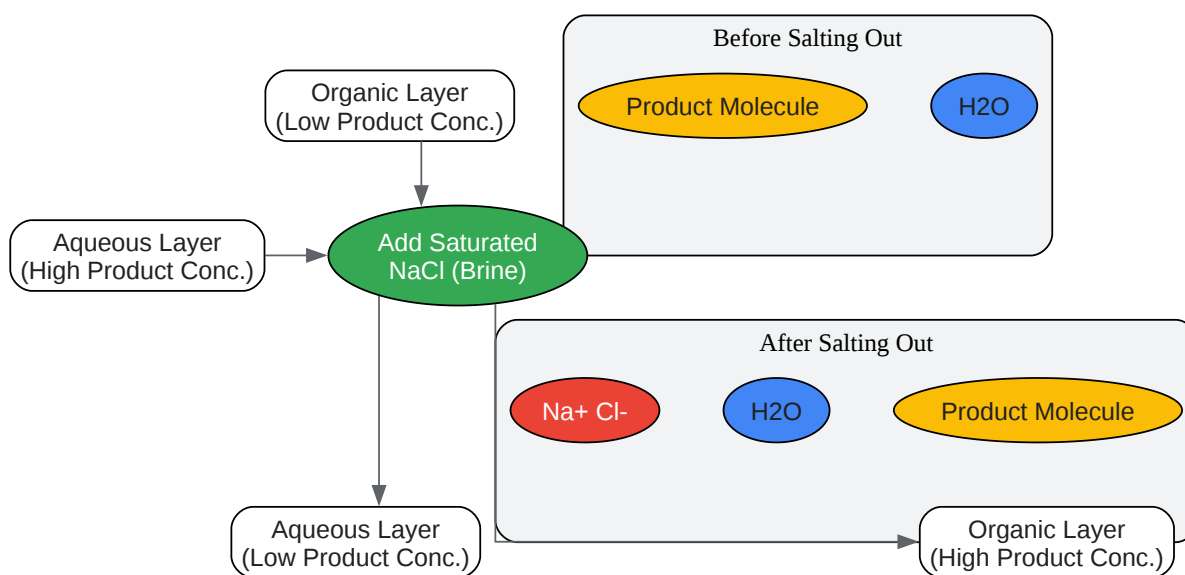 Before Salting Out
Product Molecule
H2O
Organic Layer
(Low Product Conc.)
Aqueous Layer
(High Product Conc.)
Add Saturated
NaCl (Brine)
After Salting Out
Na+ Cl-
H2O
Product Molecule
Aqueous Layer
(Low Product Conc.)
Organic Layer
(High Product Conc.)